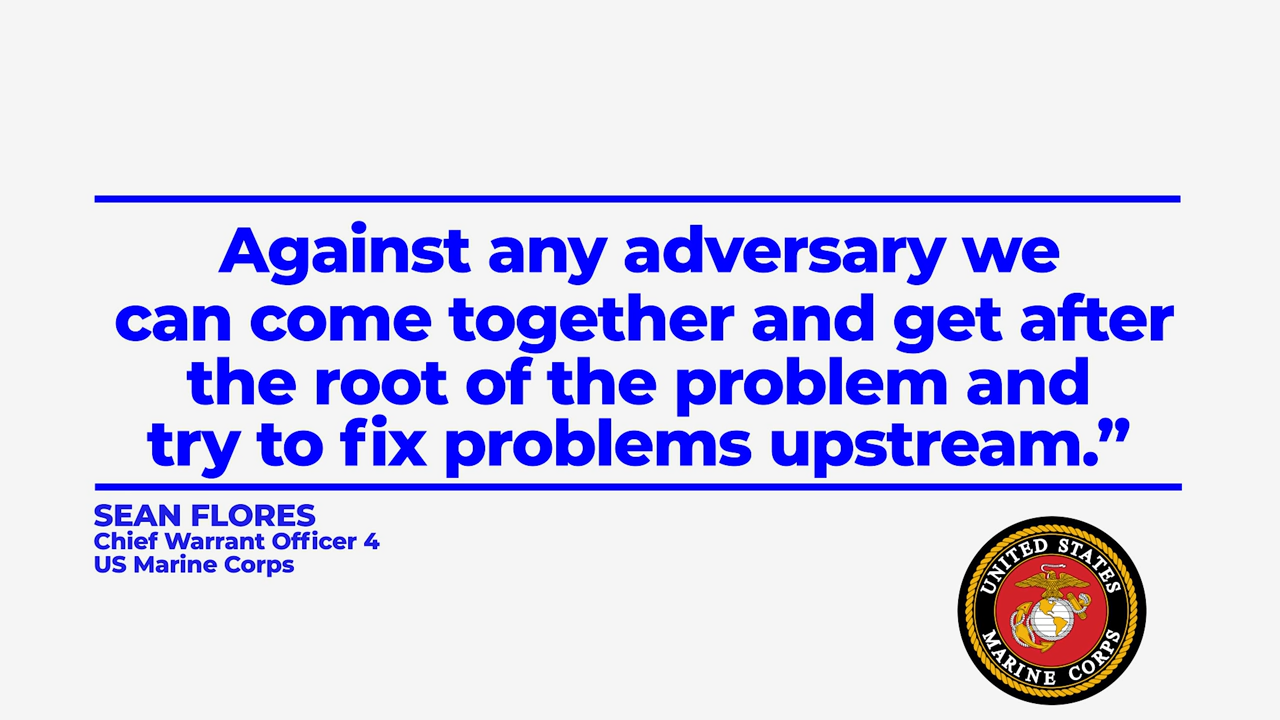 Against any adversary we
can come together and get after
the root of the problem and
try to fix problems upstream.”
SEAN FLORES
Chief Warrant Officer 4
US Marine Corps
UNITED STATES
MARINE CORPS